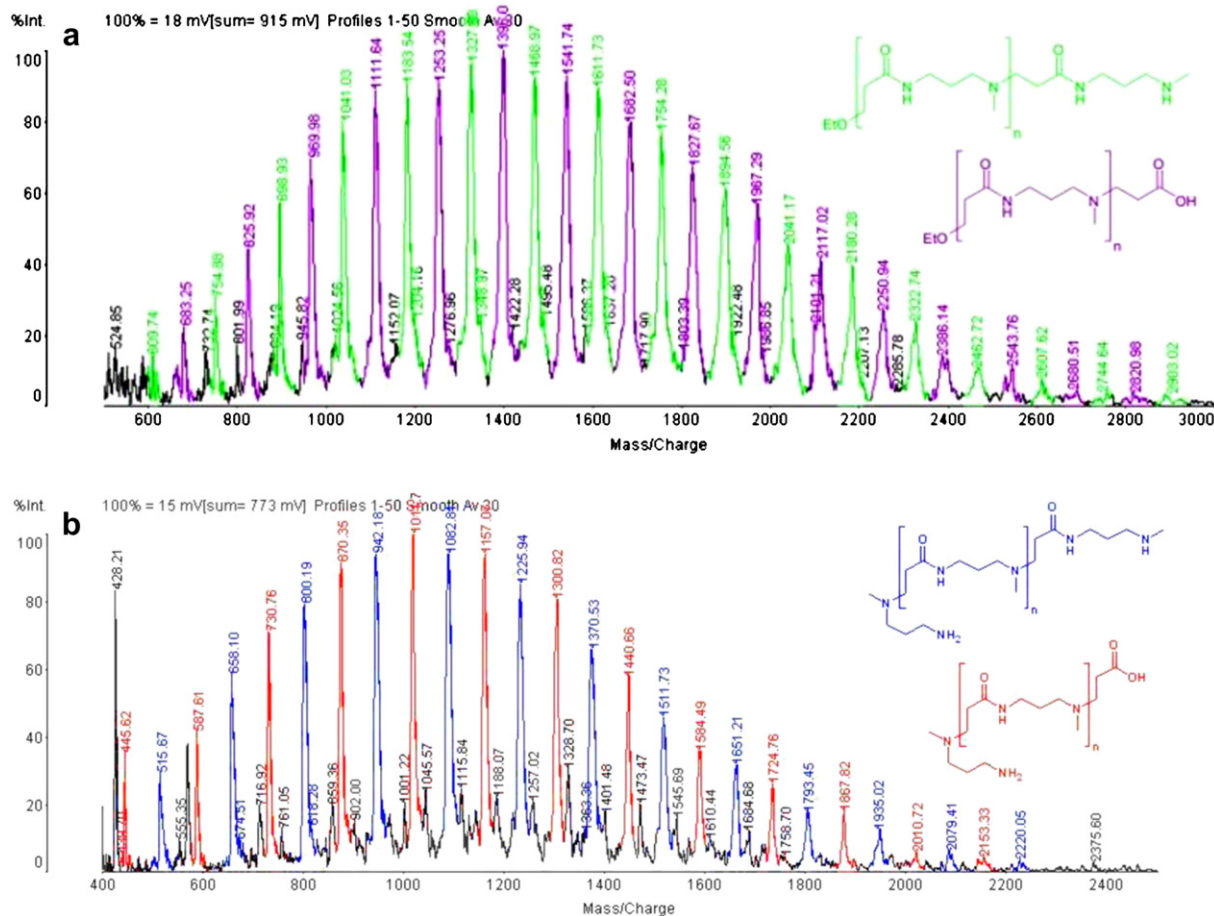 %Int. 100% = 18 mV[sum= 915 mV] Profiles 1-50 Smooth Av 30
a
100
80
60
40
20
0
524.85
609.74
683.25
732.74
754.88
801.99
825.92
898.93
945.82
969.98
1024.56
1041.03
1111.64
1152.07
1183.54
1204.16
1253.25
1276.96
1396.0
1422.28
1468.97
1495.48
1541.74
1611.73
1637.20
1682.50
1717.90
1754.28
1803.39
1827.67
1894.56
1922.48
1967.29
1986.85
2041.17
2101.21
2117.02
2180.28
2207.13
2250.94
2285.78
2322.74
2386.14
2462.72
2543.76
2607.62
2680.51
2744.64
2820.98
2903.02
O
N
H
N
O
N
H
N
H
EtO
n
O
N
H
N
O
OH
EtO
n
600 800 1000 1200 1400 1600 1800 2000 2200 2400 2600 2800 3000
Mass/Charge
%Int. 100% = 15 mV[sum= 773 mV] Profiles 1-50 Smooth Av 30
b
100
80
60
40
20
0
428.21
445.62
515.67
555.35
587.61
658.10
674.51
716.92
730.76
761.05
800.19
818.28
859.36
870.35
902.00
942.18
1001.22
1045.57
1082.84
1115.84
1157.07
1188.07
1225.94
1257.02
1300.82
1328.70
1363.36
1370.53
1401.48
1440.66
1473.47
1511.73
1545.69
1584.49
1610.44
1651.21
1684.68
1724.76
1758.70
1793.45
1867.82
1935.02
2010.72
2079.41
2153.33
2220.05
2375.60
O
N
H
N
O
N
H
N
H
N
NH2
n
O
N
H
N
O
OH
N
NH2
n
400 600 800 1000 1200 1400 1600 1800 2000 2200 2400
Mass/Charge